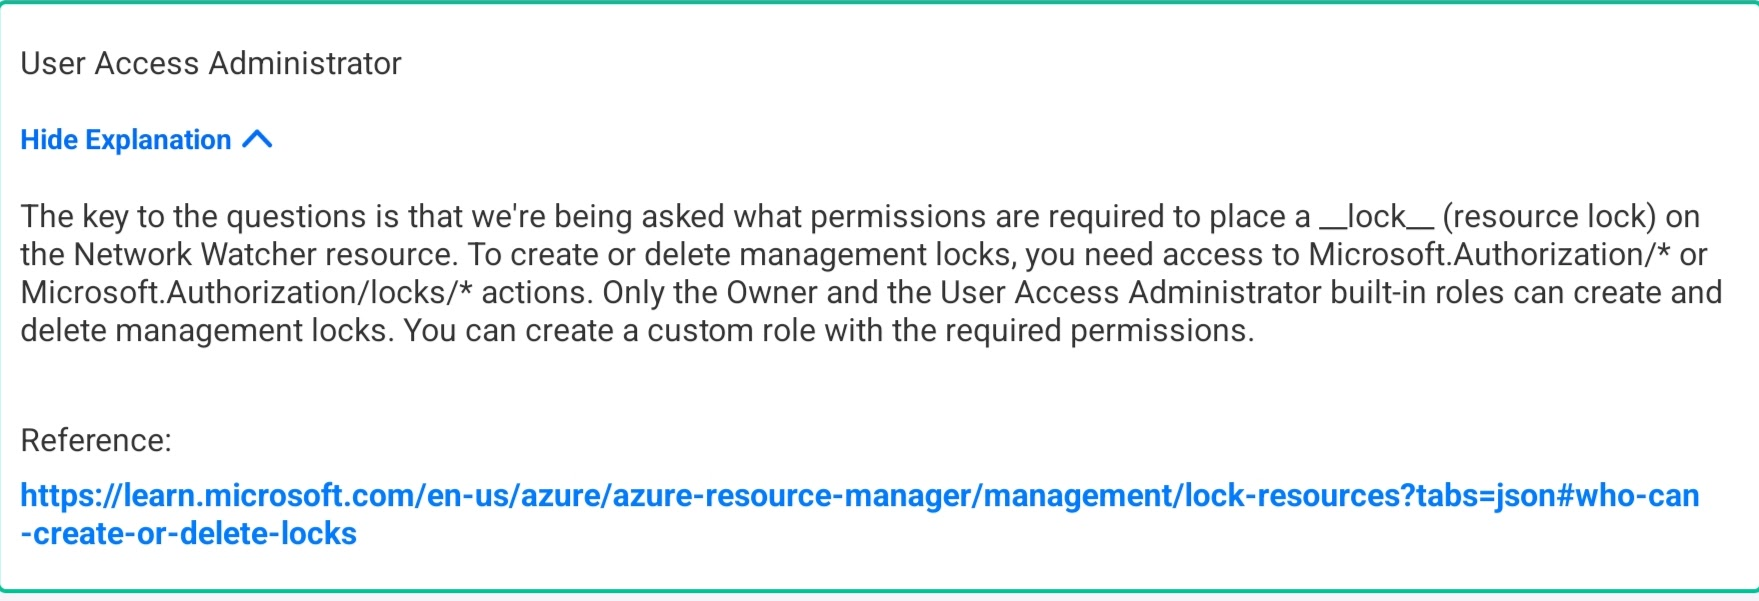 User Access Administrator
Hide Explanation
The key to the questions is that we're being asked what permissions are required to place a __lock__ (resource lock) on
the Network Watcher resource. To create or delete management locks, you need access to Microsoft.Authorization/* or
Microsoft.Authorization/locks/* actions. Only the Owner and the User Access Administrator built-in roles can create and
delete management locks. You can create a custom role with the required permissions.
Reference:
https://learn.microsoft.com/en-us/azure/azure-resource-manager/management/lock-resources?tabs=json#who-can
-create-or-delete-locks